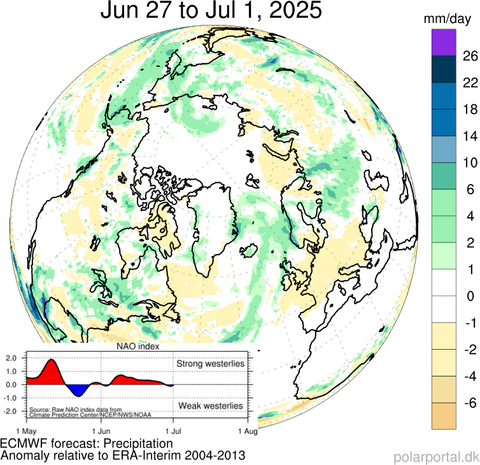 Jun 27 to Jul 1, 2025
mm/day
26
22
18
14
10
6
4
2
1
0
-1
-2
-4
-6
NAO index
2.0
1.0
0.0
-1.0
-2.0
Strong westerlies
Weak westerlies
Source: Raw NAO index data from
Climate Prediction Center/NCEP/NWS/NOAA
1 May
1 Jun
1 Jul
1 Aug
ECMWF forecast: Precipitation
Anomaly relative to ERA-Interim 2004-2013
polarportal.dk